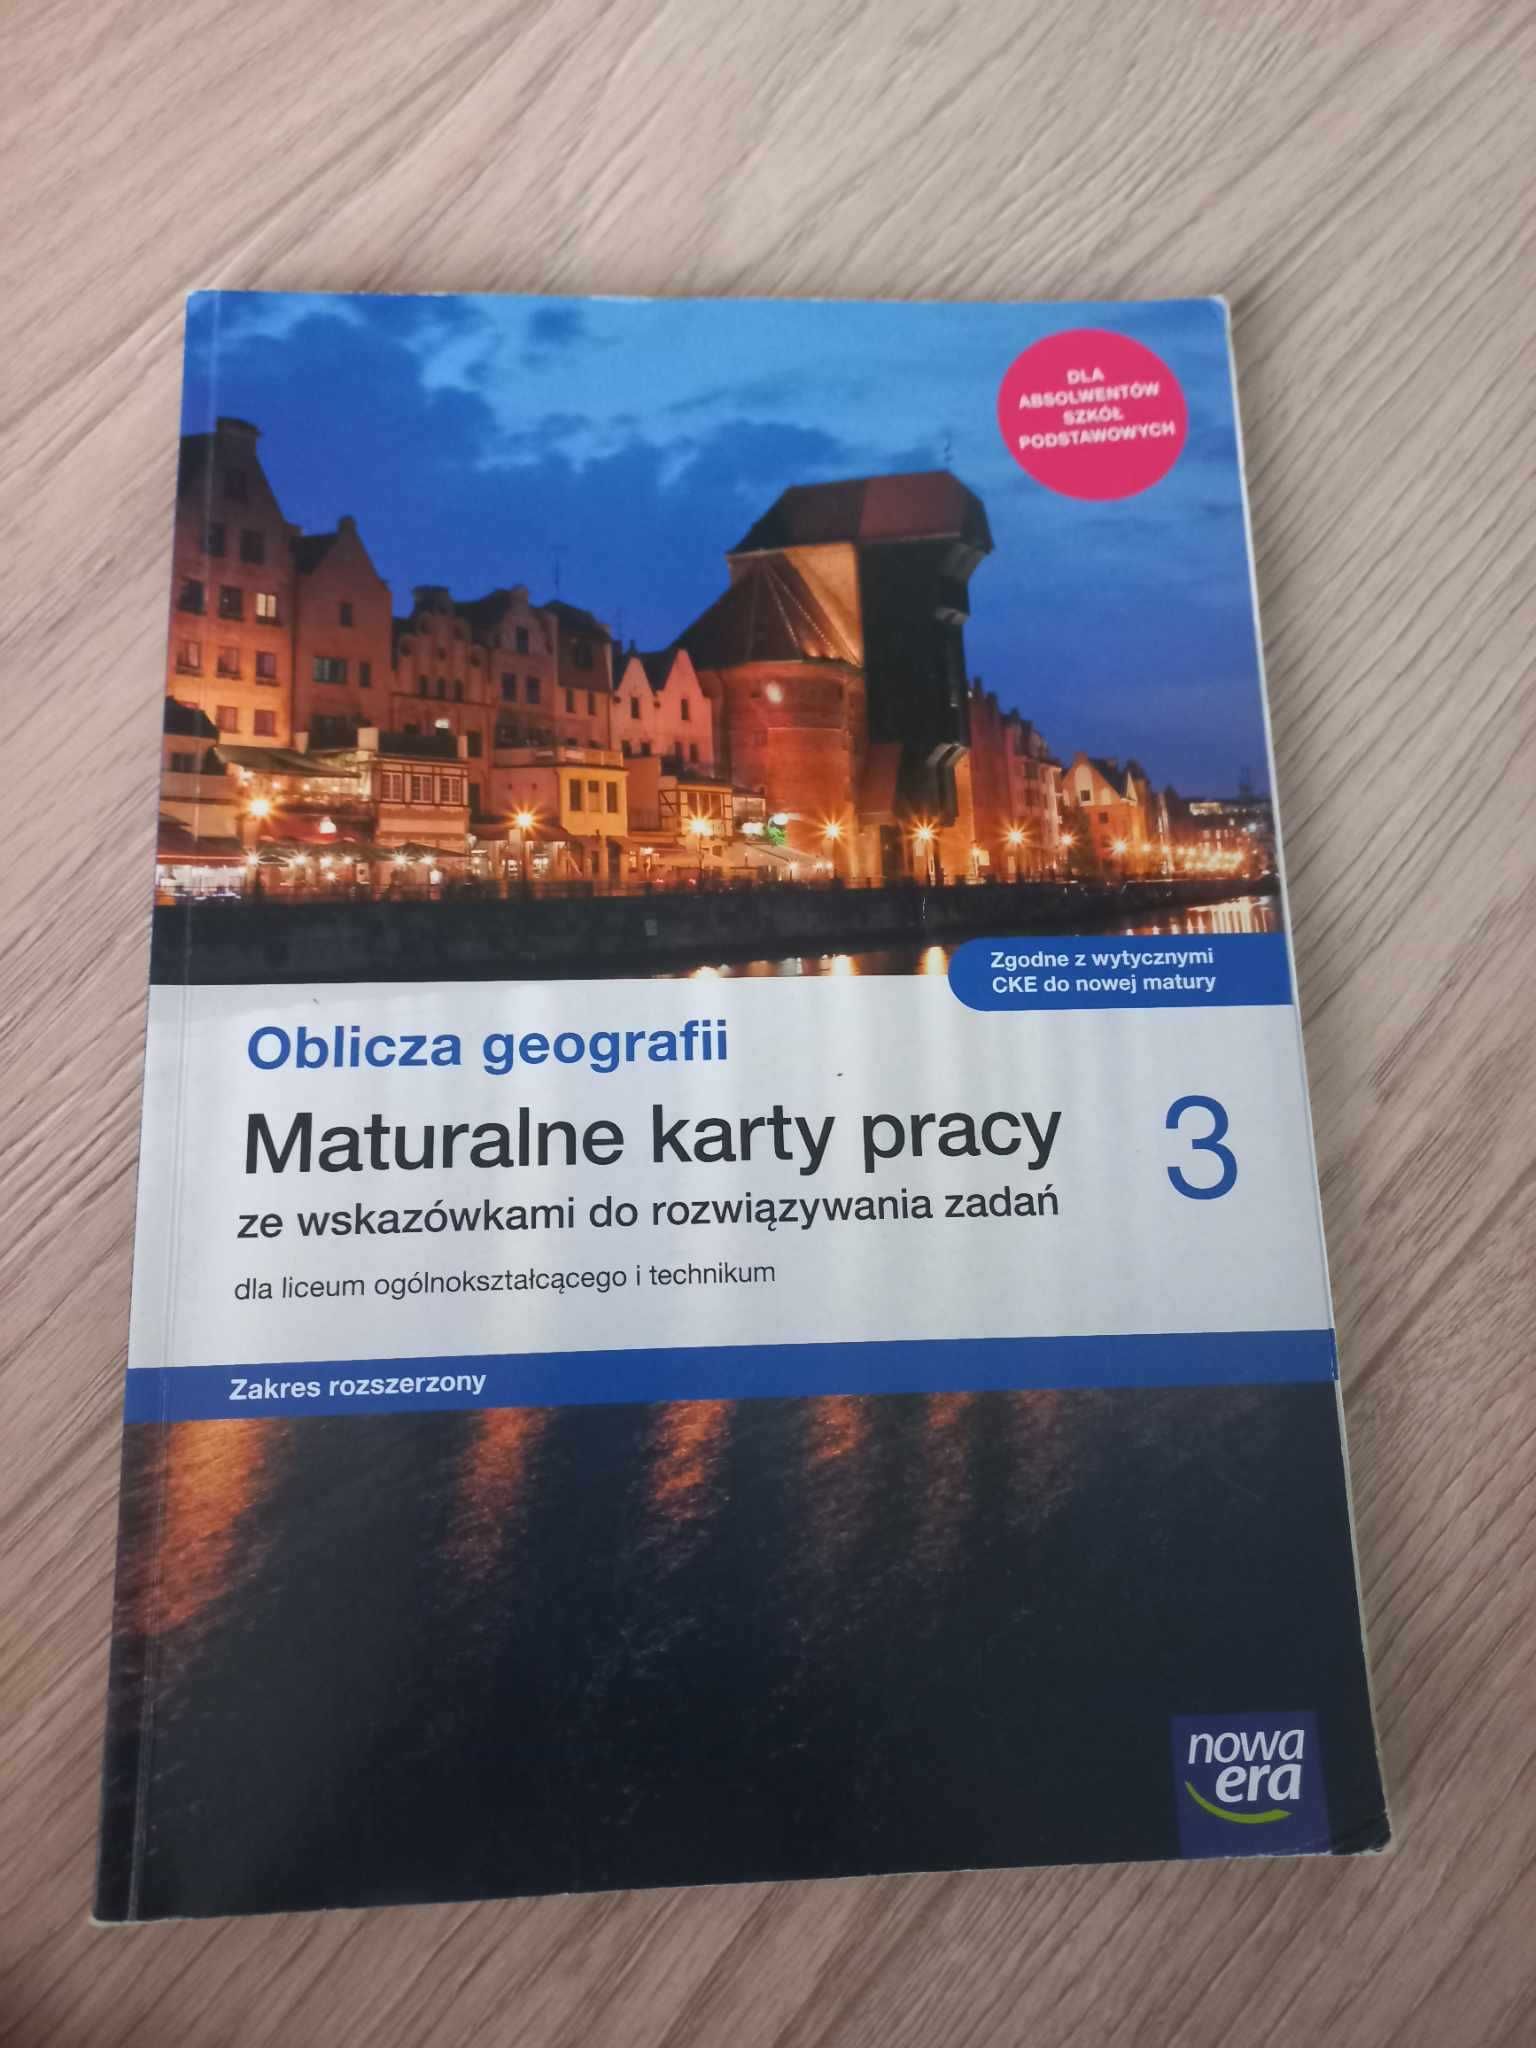 DLA
ABSOLWENTÓW
SZKÓŁ
PODSTAWOWYCH
Zgodne z wytycznymi
CKE do nowej matury
Oblicza geografii
Maturalne karty pracy
3
ze wskazówkami do rozwiązywania zadań
dla liceum ogólnokształcącego i technikum
Zakres rozszerzony
nowa
era